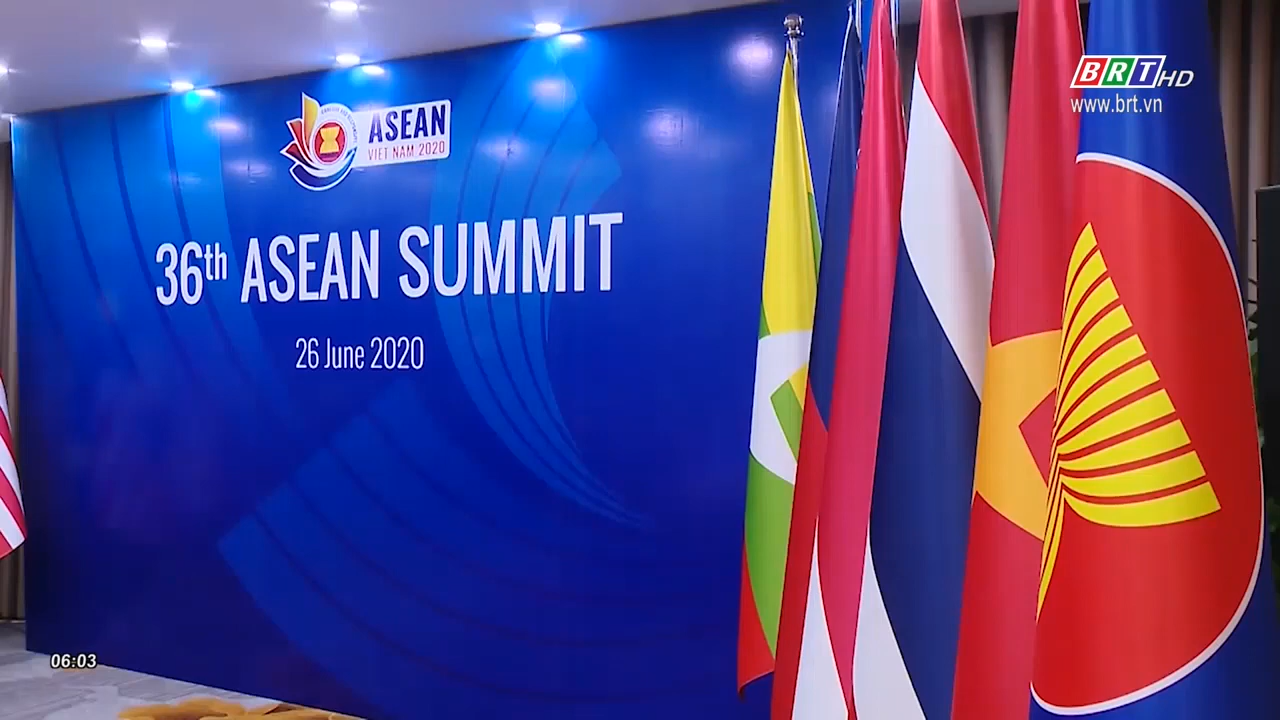 BRT HD
www.brt.vn
ASEAN
VIET NAM 2020
36th ASEAN SUMMIT
26 June 2020
06:03